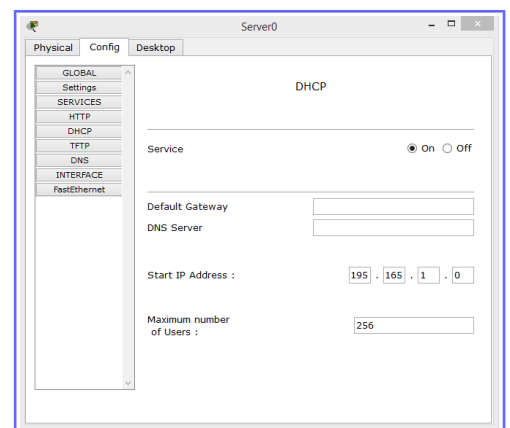 Server0
Physical Config Desktop
GLOBAL
Settings
SERVICES
HTTP
DHCP
TFTP
DNS
INTERFACE
FastEthernet
DHCP
Service On Off
Default Gateway
DNS Server
Start IP Address : 195 . 165 . 1 . 0
Maximum number
of Users : 256